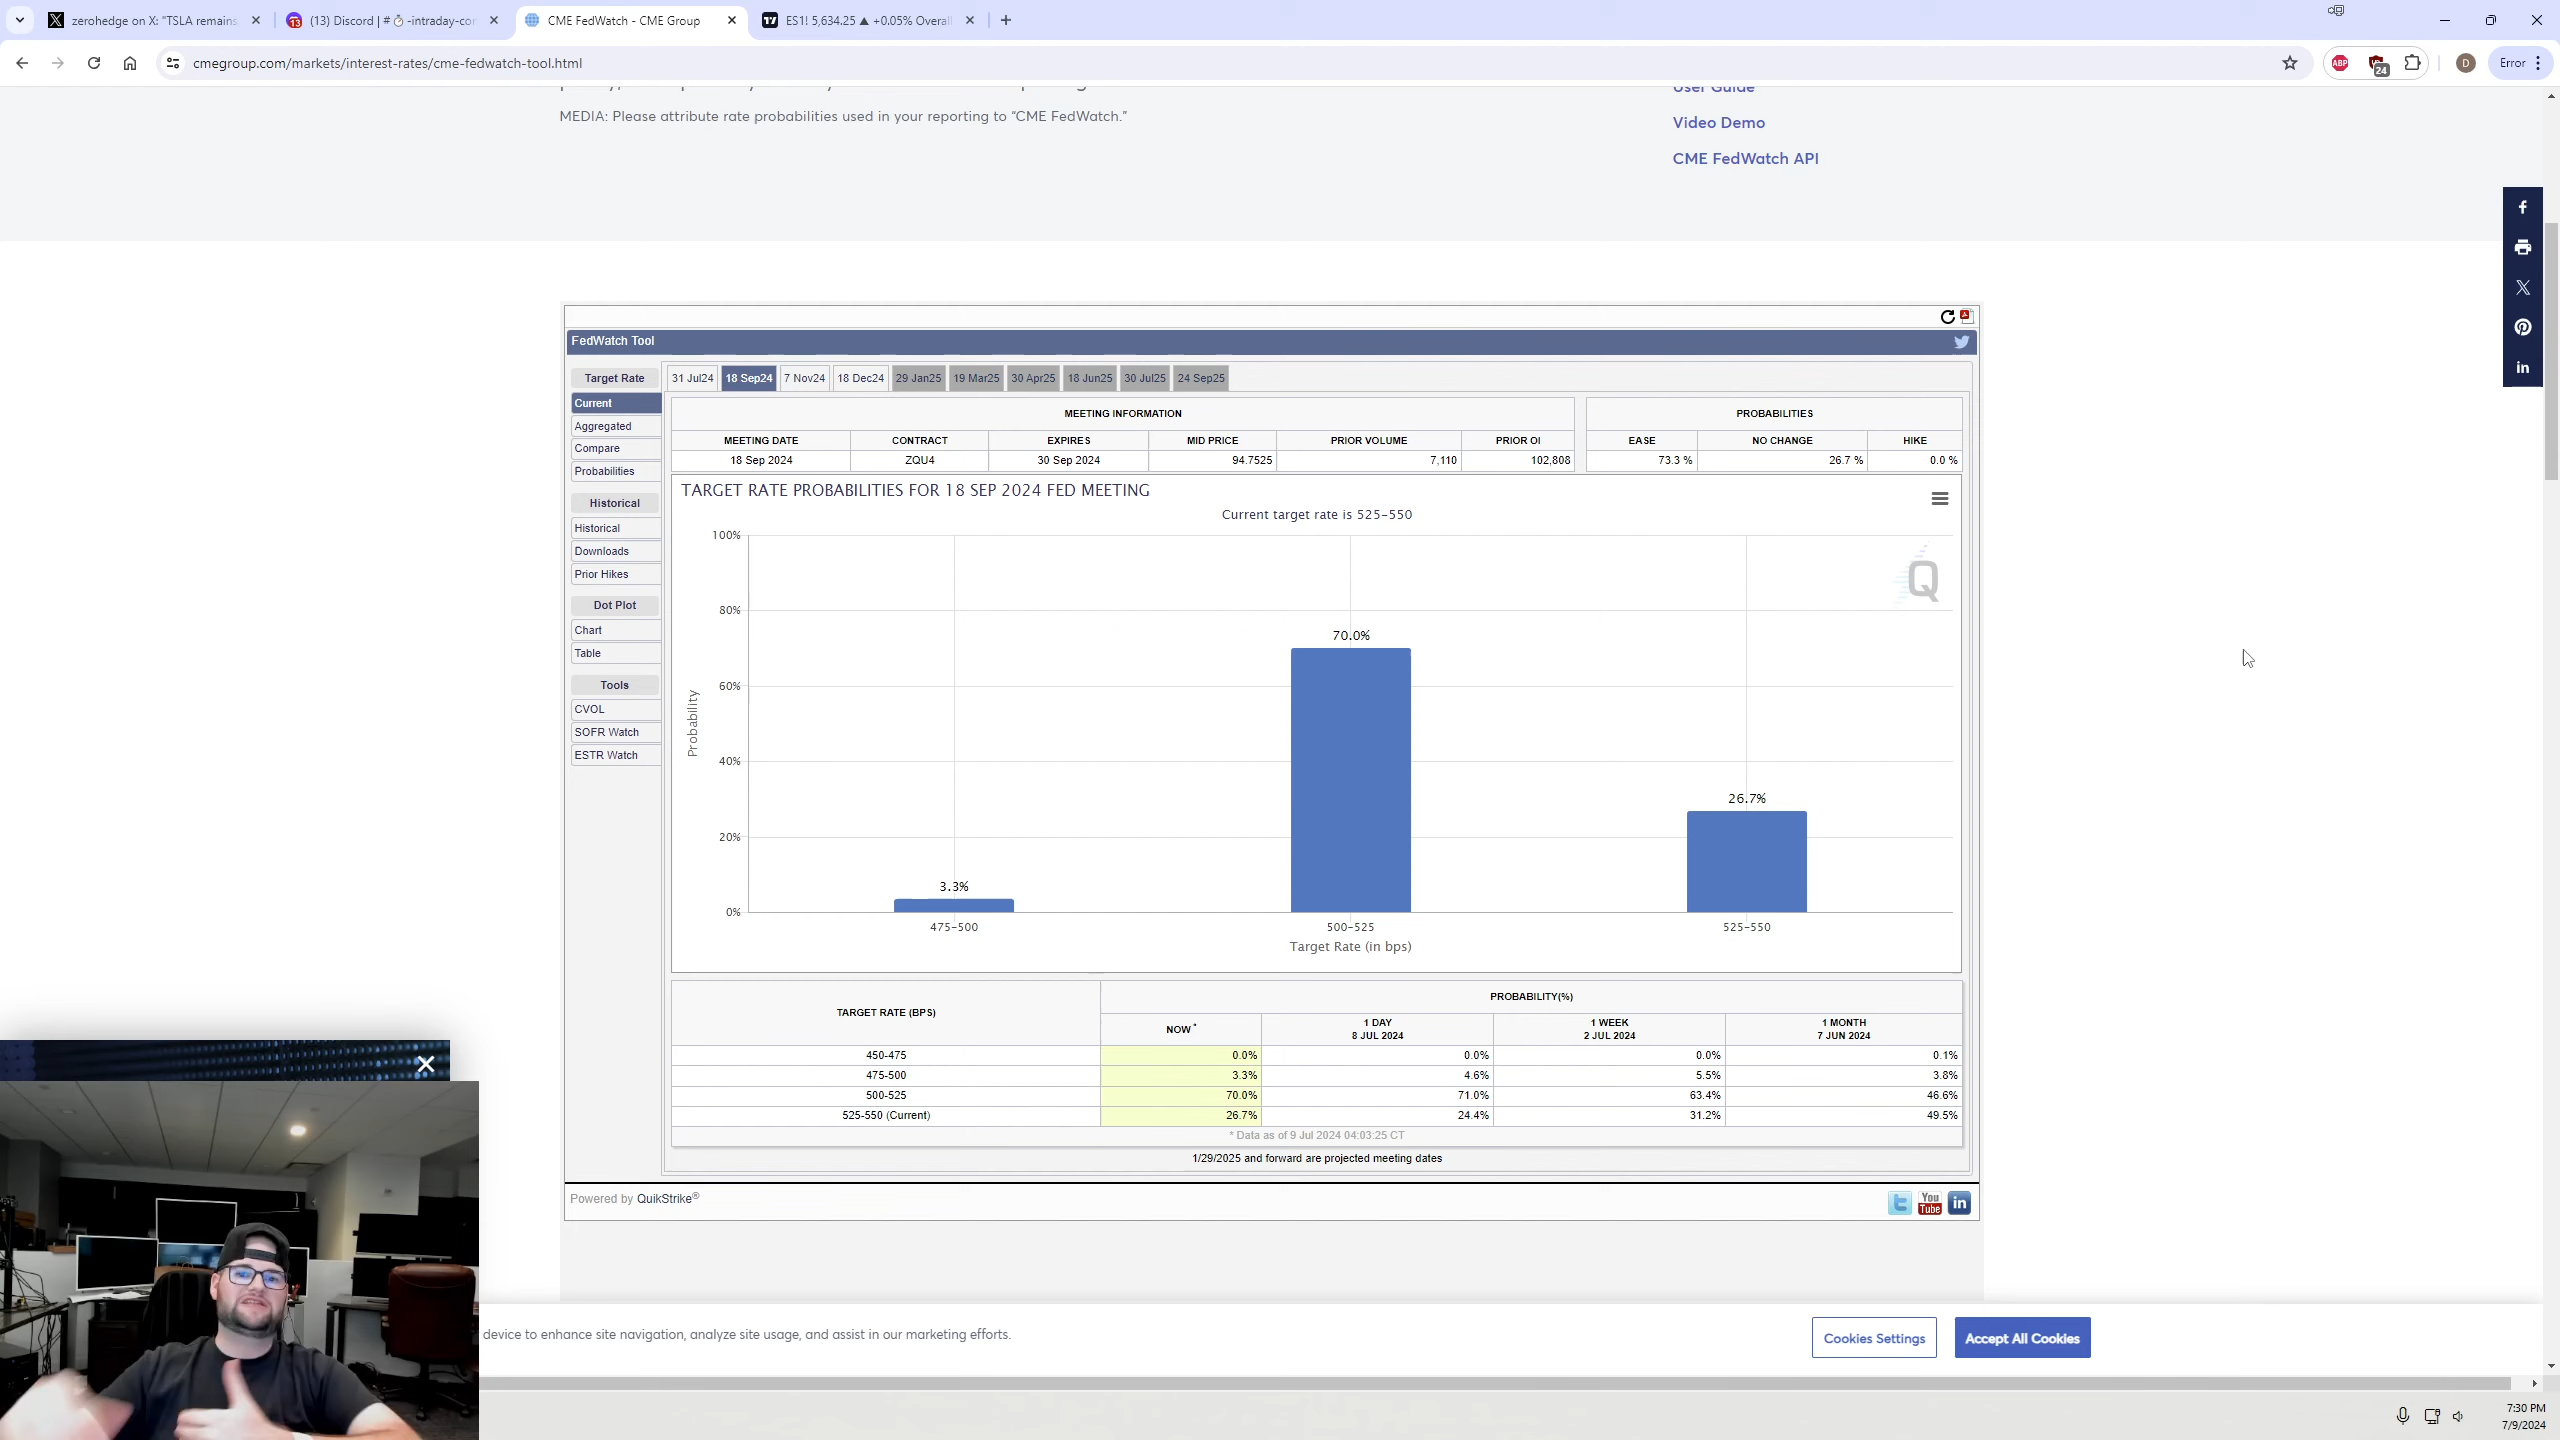 zerohedge on X: "TSLA remains
(13) Discord | # ⏱-intraday-con
CME FedWatch - CME Group
ES1! 5,634.25 ▲ +0.05% Overall
cmegroup.com/markets/interest-rates/cme-fedwatch-tool.html
ABP
24
D
Error
MEDIA: Please attribute rate probabilities used in your reporting to "CME FedWatch."
User Guide
Video Demo
CME FedWatch API
FedWatch Tool
Target Rate
Current
Aggregated
Compare
Probabilities
Historical
Historical
Downloads
Prior Hikes
Dot Plot
Chart
Table
Tools
CVOL
SOFR Watch
ESTR Watch
31 Jul24 18 Sep24 7 Nov24 18 Dec24 29 Jan25 19 Mar25 30 Apr25 18 Jun25 30 Jul25 24 Sep25
MEETING INFORMATION
MEETING DATE CONTRACT EXPIRES MID PRICE PRIOR VOLUME PRIOR OI
18 Sep 2024 ZQU4 30 Sep 2024 94.7525 7,110 102,808
PROBABILITIES
EASE NO CHANGE HIKE
73.3 % 26.7 % 0.0 %
TARGET RATE PROBABILITIES FOR 18 SEP 2024 FED MEETING
Current target rate is 525-550
Q
Probability
100%
80%
60%
40%
20%
0%
3.3%
70.0%
26.7%
475-500
500-525
525-550
Target Rate (in bps)
TARGET RATE (BPS)
PROBABILITY(%)
NOW *
1 DAY
8 JUL 2024
1 WEEK
2 JUL 2024
1 MONTH
7 JUN 2024
450-475 0.0% 0.0% 0.0% 0.1%
475-500 3.3% 4.6% 5.5% 3.8%
500-525 70.0% 71.0% 63.4% 46.6%
525-550 (Current) 26.7% 24.4% 31.2% 49.5%
* Data as of 9 Jul 2024 04:03:25 CT
1/29/2025 and forward are projected meeting dates
Powered by QuikStrike®
You
Tube
in
device to enhance site navigation, analyze site usage, and assist in our marketing efforts.
Cookies Settings
Accept All Cookies
7:30 PM
7/9/2024